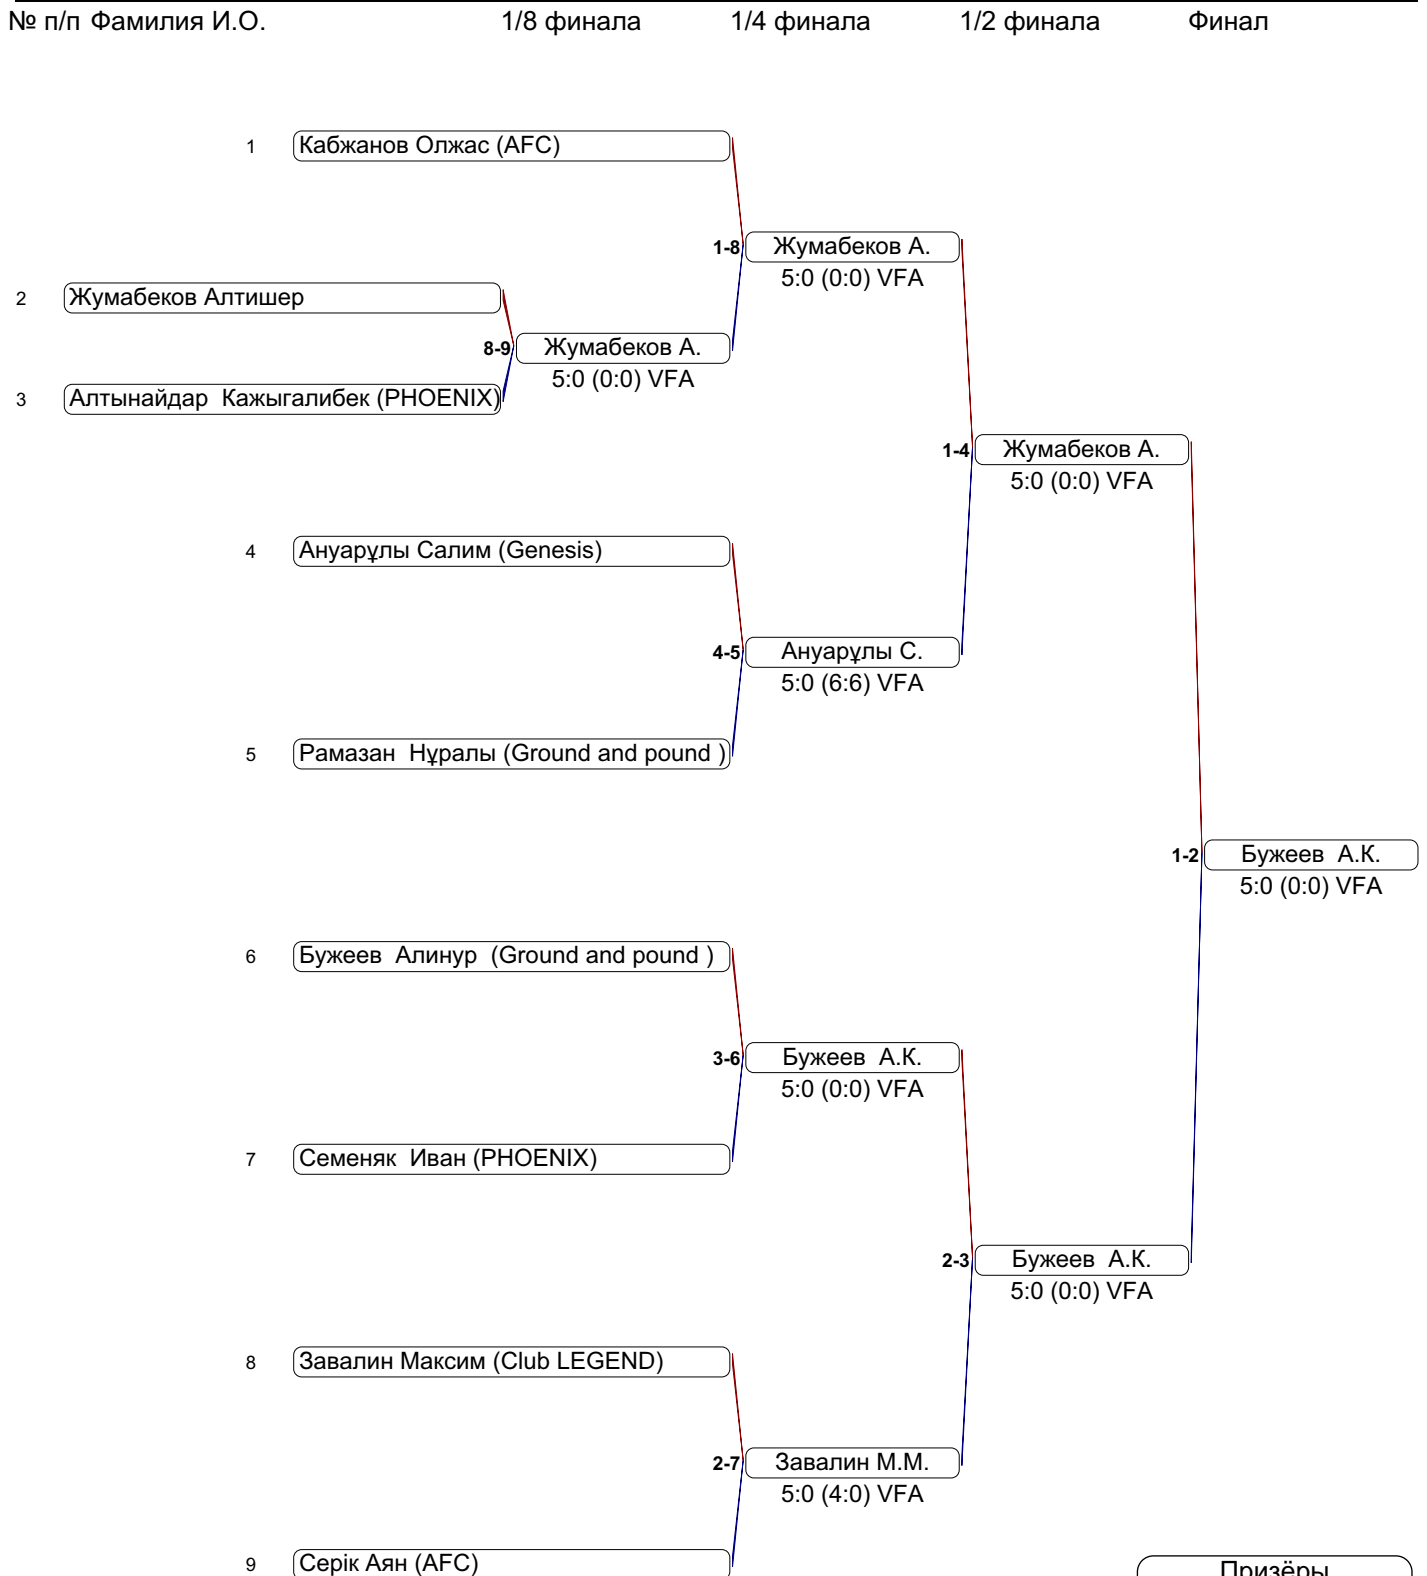 № п/п Фамилия И.О. 1/8 финала 1/4 финала 1/2 финала Финал
1 Кабжанов Олжас (AFC)
1-8 Жумабеков А.
5:0 (0:0) VFA
2 Жумабеков Алтишер
8-9 Жумабеков А.
5:0 (0:0) VFA
3 Алтынайдар Кажыгалибек (PHOENIX)
1-4 Жумабеков А.
5:0 (0:0) VFA
4 Ануарұлы Салим (Genesis)
4-5 Ануарұлы С.
5:0 (6:6) VFA
5 Рамазан Нұралы (Ground and pound )
1-2 Бужеев А.К.
5:0 (0:0) VFA
6 Бужеев Алинур (Ground and pound )
3-6 Бужеев А.К.
5:0 (0:0) VFA
7 Семеняк Иван (PHOENIX)
2-3 Бужеев А.К.
5:0 (0:0) VFA
8 Завалин Максим (Club LEGEND)
2-7 Завалин М.М.
5:0 (4:0) VFA
9 Серік Аян (AFC)
Призёры